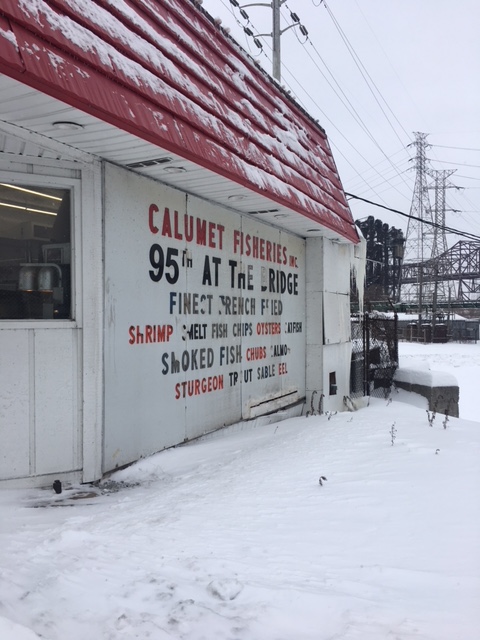 CALUMET FISHERIES INC
95TH AT THE BRIDGE
FINEST FRENCH FRIED
SHRIMP SMELT FISH CHIPS OYSTERS CATFISH
SMOKED FISH CHUBS SALMON
STURGEON TROUT SABLE EEL